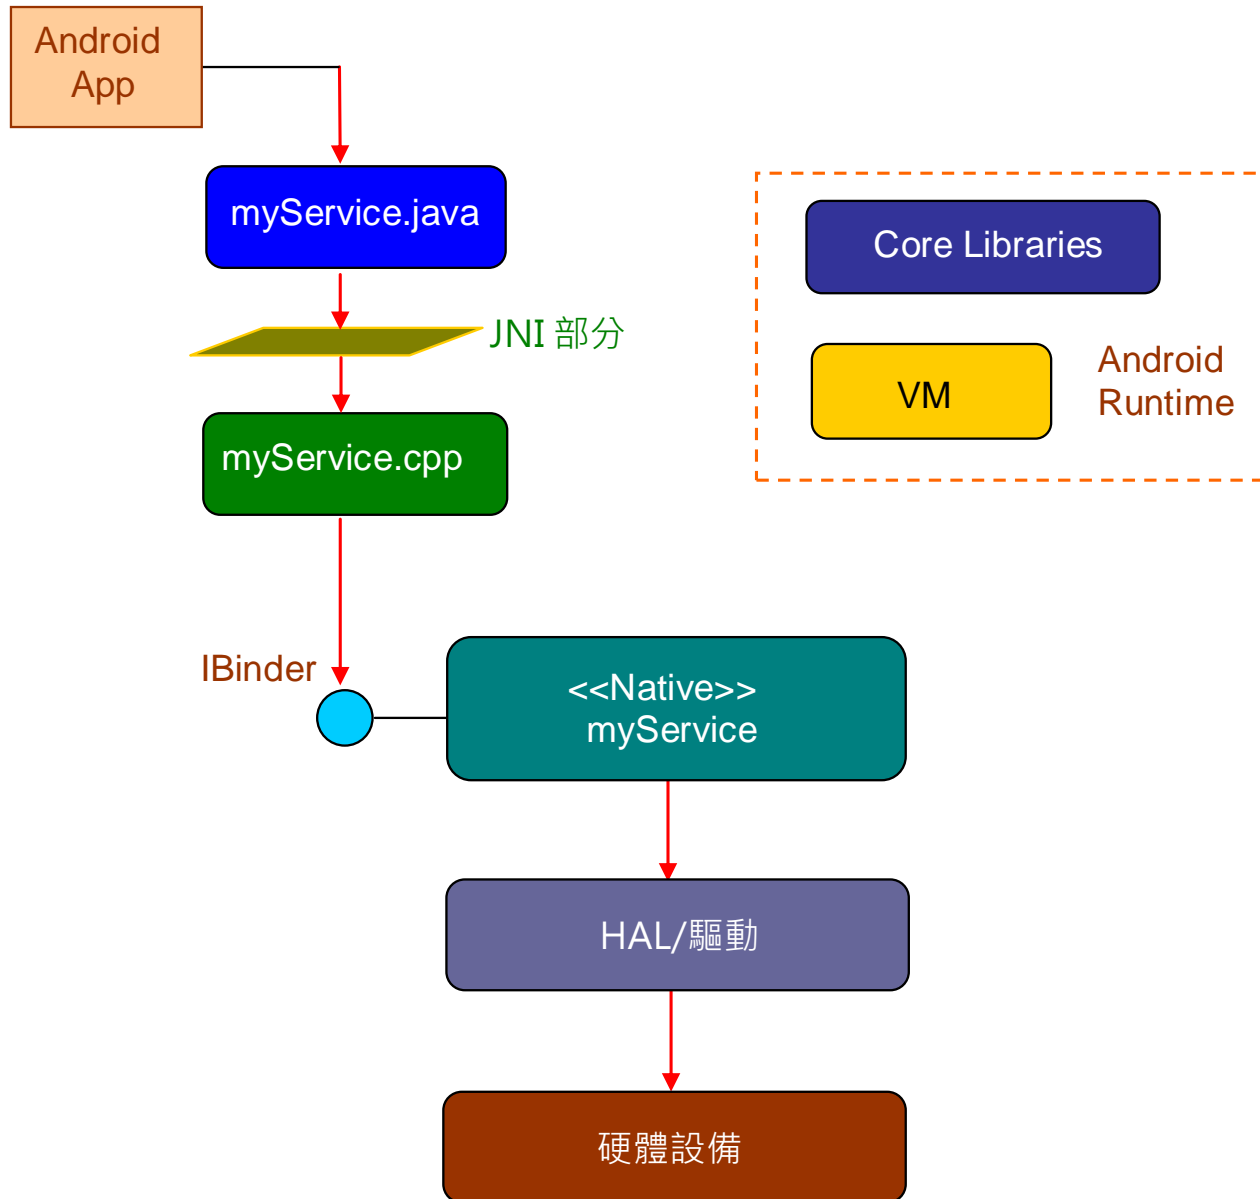 Android
App
myService.java
Core Libraries
JNI 部分
VM
Android
Runtime
myService.cpp
IBinder
<<Native>>
myService
HAL/驅動
硬體設備